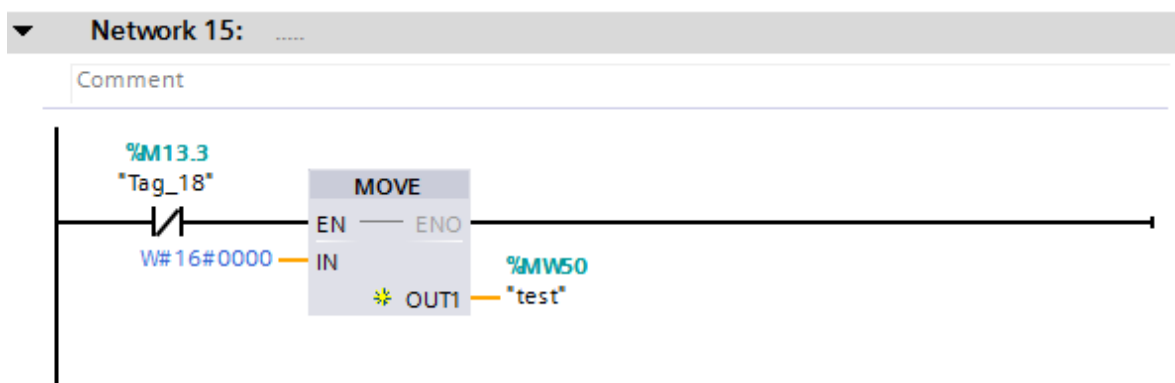 Network 15: .....
Comment
%M13.3
"Tag_18"
MOVE
EN ENO
W#16#0000 IN
%MW50
OUT1 "test"